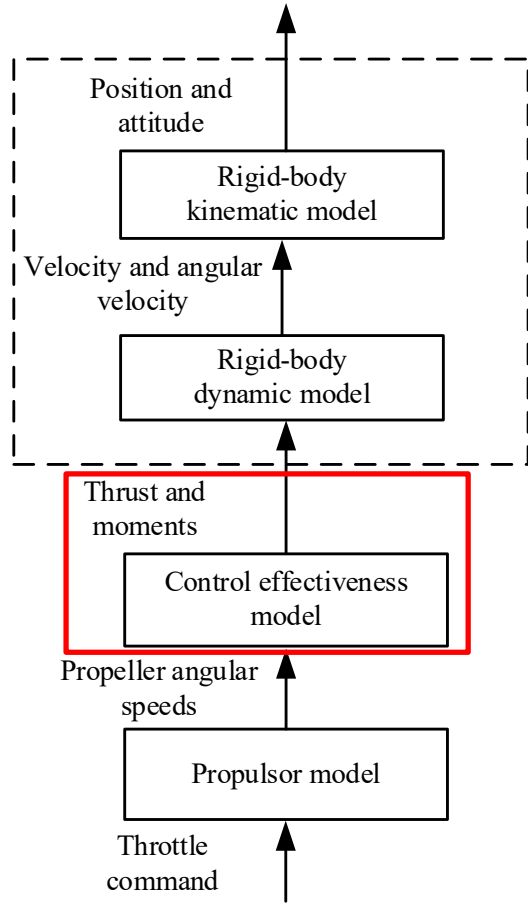 Position and
attitude
Rigid-body
kinematic model
Velocity and angular
velocity
Rigid-body
dynamic model
Thrust and
moments
Control effectiveness
model
Propeller angular
speeds
Propulsor model
Throttle
command